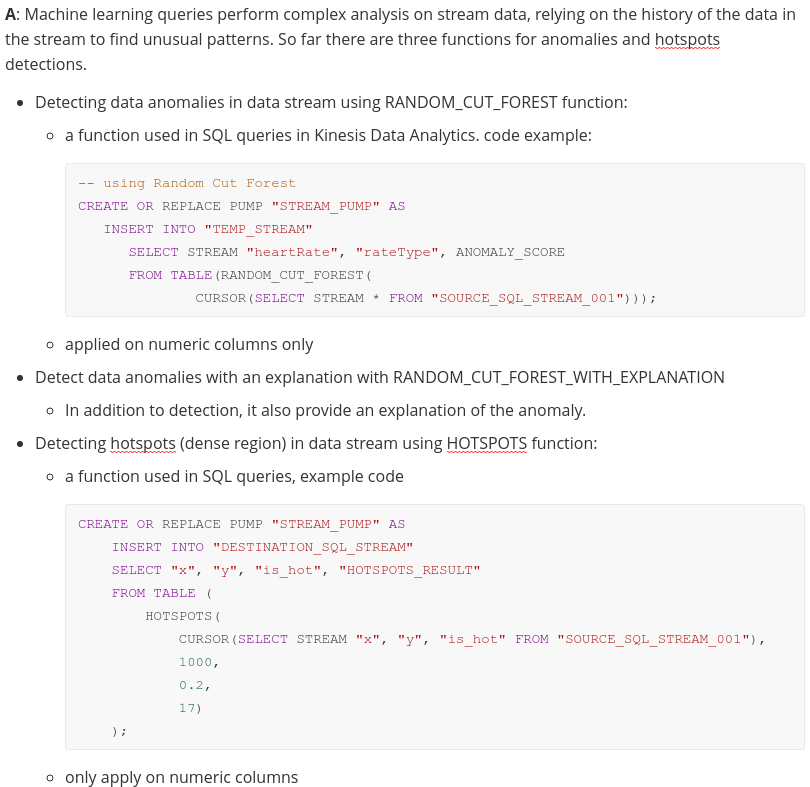 A: Machine learning queries perform complex analysis on stream data, relying on the history of the data in
the stream to find unusual patterns. So far there are three functions for anomalies and hotspots
detections.
Detecting data anomalies in data stream using RANDOM_CUT_FOREST function:
a function used in SQL queries in Kinesis Data Analytics. code example:
-- using Random Cut Forest
CREATE OR REPLACE PUMP "STREAM_PUMP" AS
INSERT INTO "TEMP_STREAM"
SELECT STREAM "heartRate", "rateType", ANOMALY_SCORE
FROM TABLE(RANDOM_CUT_FOREST(
CURSOR(SELECT STREAM * FROM "SOURCE_SQL_STREAM_001")));
applied on numeric columns only
Detect data anomalies with an explanation with RANDOM_CUT_FOREST_WITH_EXPLANATION
In addition to detection, it also provide an explanation of the anomaly.
Detecting hotspots (dense region) in data stream using HOTSPOTS function:
a function used in SQL queries, example code
CREATE OR REPLACE PUMP "STREAM_PUMP" AS
INSERT INTO "DESTINATION_SQL_STREAM"
SELECT "x", "y", "is_hot", "HOTSPOTS_RESULT"
FROM TABLE (
HOTSPOTS(
CURSOR(SELECT STREAM "x", "y", "is_hot" FROM "SOURCE_SQL_STREAM_001"),
1000,
0.2,
17)
);
only apply on numeric columns